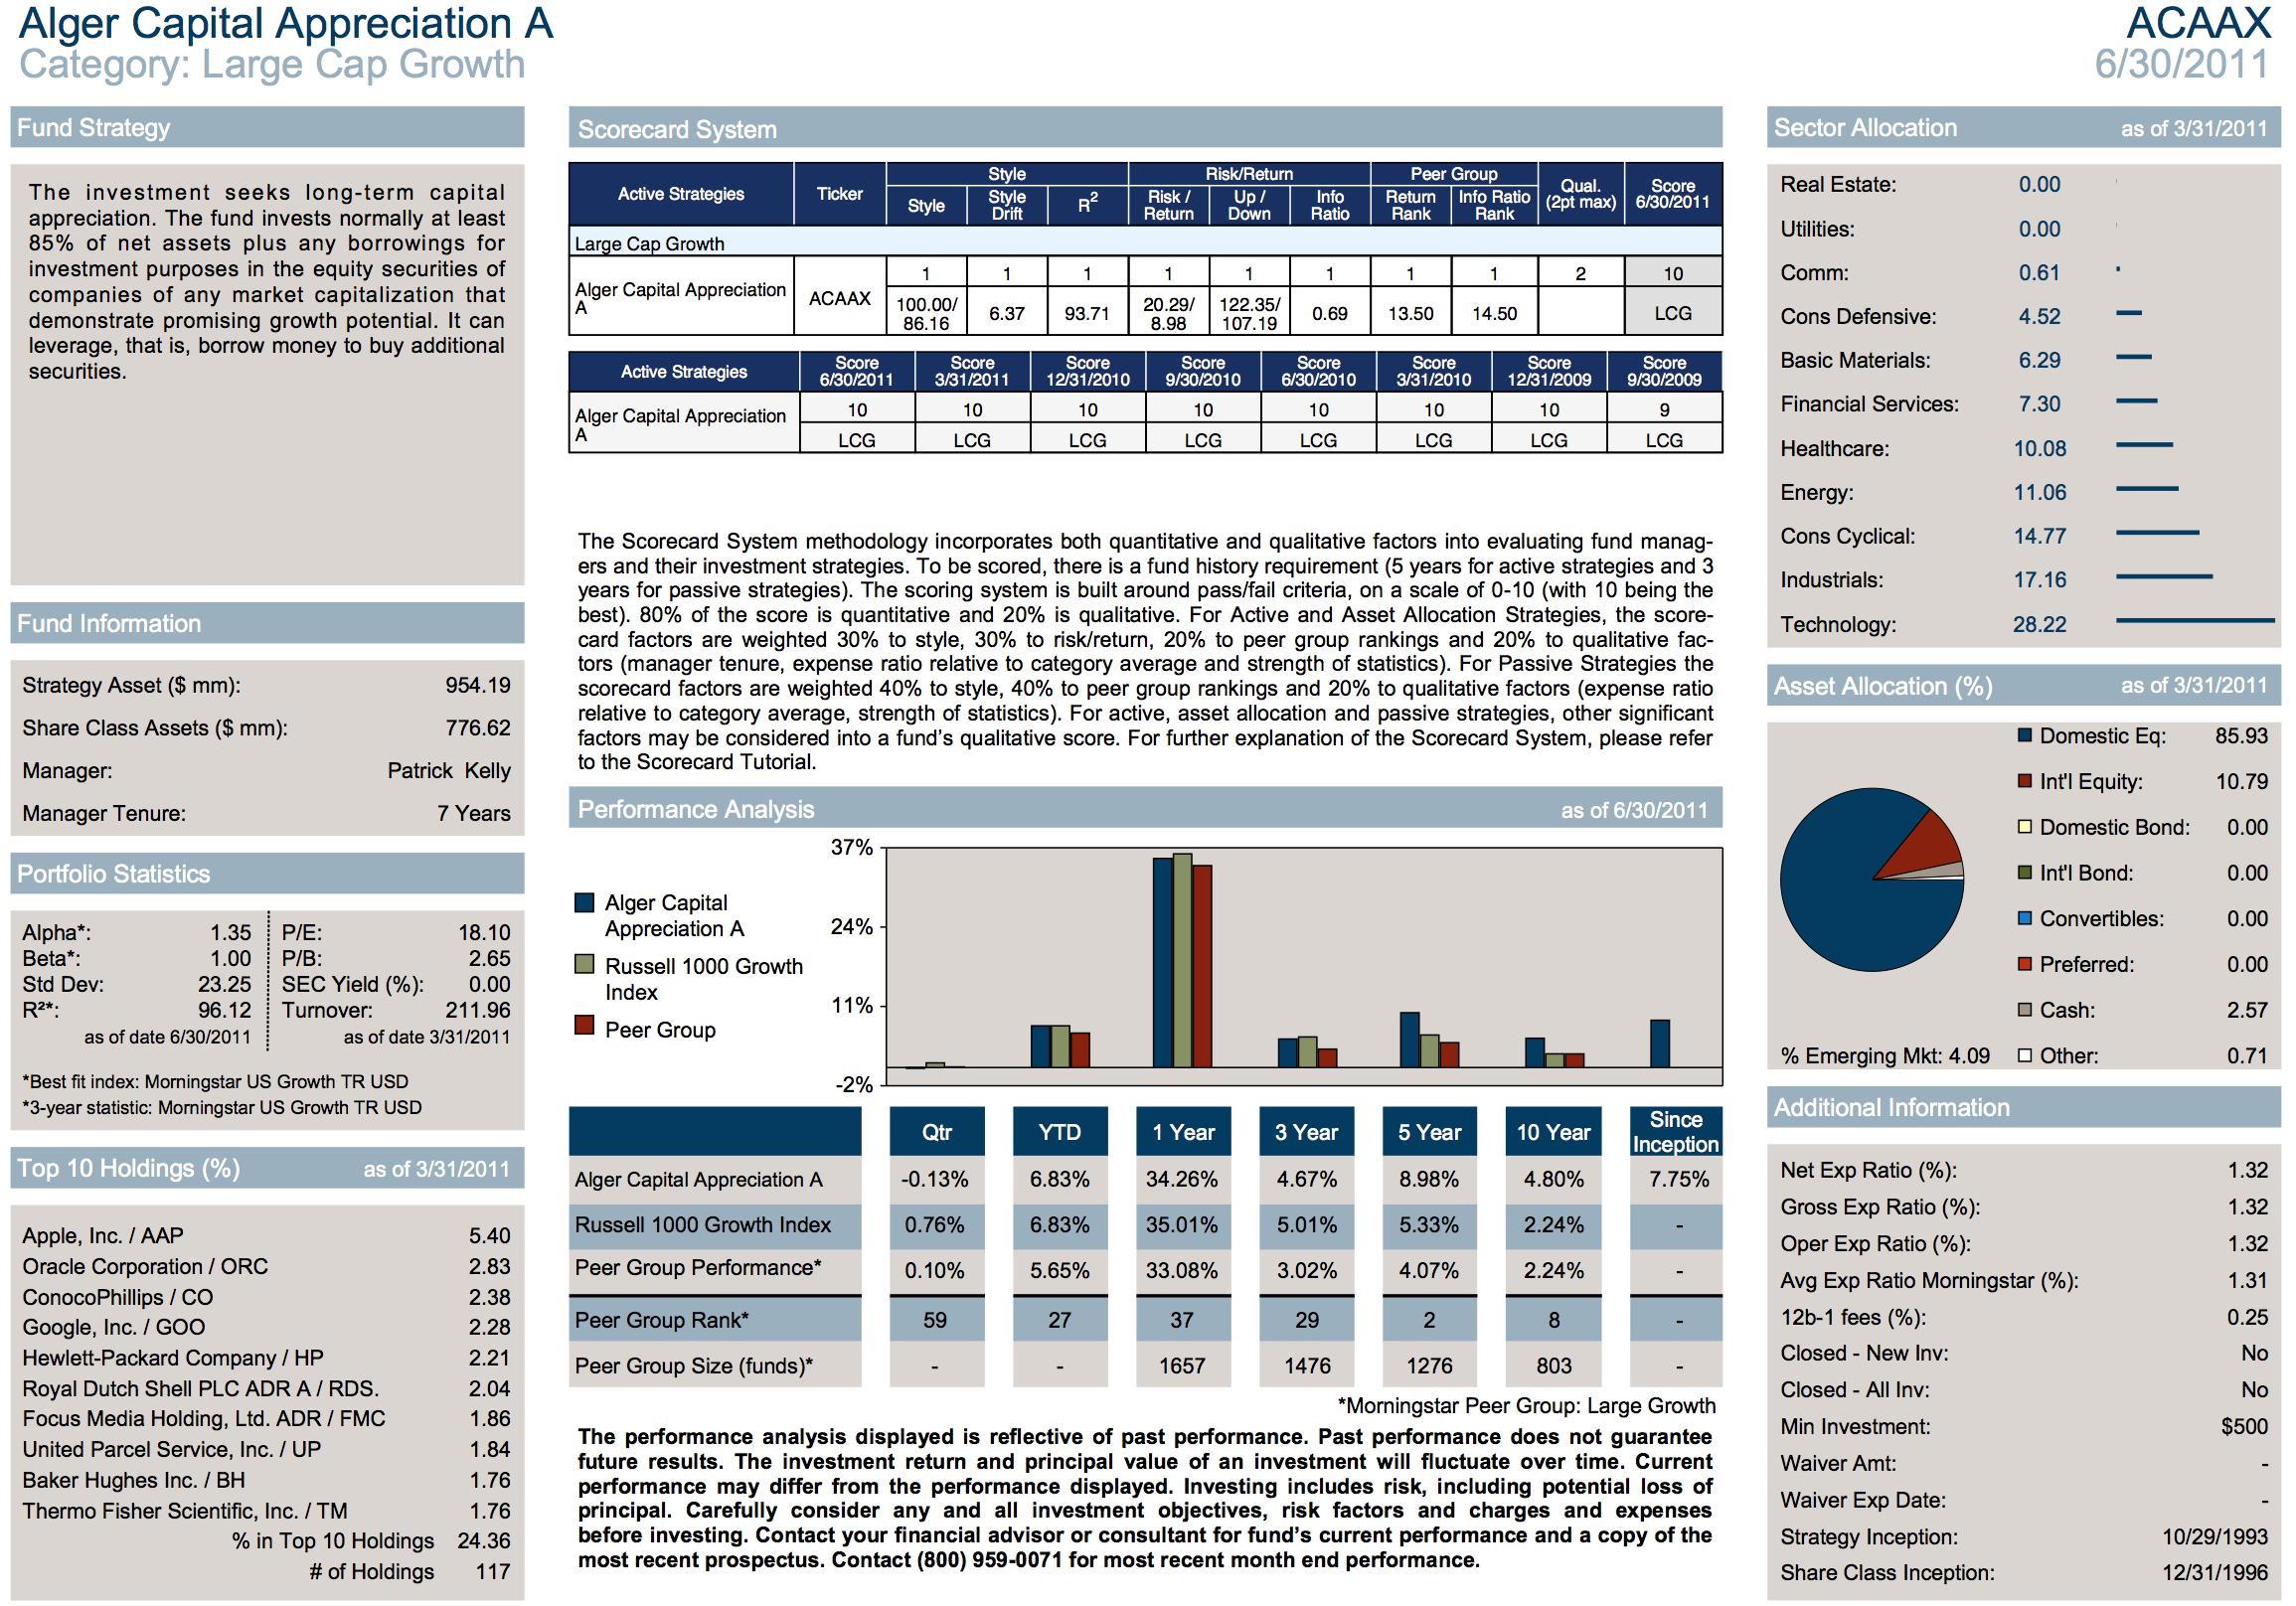 Alger Capital Appreciation A
ACAAX
Category: Large Cap Growth
6/30/2011
Fund Strategy
The investment seeks long-term capital
appreciation. The fund invests normally at least
85% of net assets plus any borrowings for
investment purposes in the equity securities of
companies of any market capitalization that
demonstrate promising growth potential. It can
leverage, that is, borrow money to buy additional
securities.
Fund Information
Strategy Asset ($ mm): 954.19
Share Class Assets ($ mm): 776.62
Manager: Patrick Kelly
Manager Tenure: 7 Years
Portfolio Statistics
Alpha*: 1.35 P/E: 18.10
Beta*: 1.00 P/B: 2.65
Std Dev: 23.25 SEC Yield (%): 0.00
R²*: 96.12 Turnover: 211.96
as of date 6/30/2011 as of date 3/31/2011
*Best fit index: Morningstar US Growth TR USD
*3-year statistic: Morningstar US Growth TR USD
Top 10 Holdings (%) as of 3/31/2011
Apple, Inc. / AAP 5.40
Oracle Corporation / ORC 2.83
ConocoPhillips / CO 2.38
Google, Inc. / GOO 2.28
Hewlett-Packard Company / HP 2.21
Royal Dutch Shell PLC ADR A / RDS. 2.04
Focus Media Holding, Ltd. ADR / FMC 1.86
United Parcel Service, Inc. / UP 1.84
Baker Hughes Inc. / BH 1.76
Thermo Fisher Scientific, Inc. / TM 1.76
% in Top 10 Holdings 24.36
# of Holdings 117
Scorecard System
Active Strategies Ticker Style Risk/Return Peer Group Qual. (2pt max) Score 6/30/2011
Style Style Drift R² Risk / Return Up / Down Info Ratio Return Rank Info Ratio Rank
Large Cap Growth
Alger Capital Appreciation A ACAAX 1 1 1 1 1 1 1 1 2 10
100.00/ 86.16 6.37 93.71 20.29/ 8.98 122.35/ 107.19 0.69 13.50 14.50 LCG
Active Strategies Score 6/30/2011 Score 3/31/2011 Score 12/31/2010 Score 9/30/2010 Score 6/30/2010 Score 3/31/2010 Score 12/31/2009 Score 9/30/2009
Alger Capital Appreciation A 10 10 10 10 10 10 10 9
LCG LCG LCG LCG LCG LCG LCG LCG
The Scorecard System methodology incorporates both quantitative and qualitative factors into evaluating fund manag-
ers and their investment strategies. To be scored, there is a fund history requirement (5 years for active strategies and 3
years for passive strategies). The scoring system is built around pass/fail criteria, on a scale of 0-10 (with 10 being the
best). 80% of the score is quantitative and 20% is qualitative. For Active and Asset Allocation Strategies, the score-
card factors are weighted 30% to style, 30% to risk/return, 20% to peer group rankings and 20% to qualitative fac-
tors (manager tenure, expense ratio relative to category average and strength of statistics). For Passive Strategies the
scorecard factors are weighted 40% to style, 40% to peer group rankings and 20% to qualitative factors (expense ratio
relative to category average, strength of statistics). For active, asset allocation and passive strategies, other significant
factors may be considered into a fund's qualitative score. For further explanation of the Scorecard System, please refer
to the Scorecard Tutorial.
Performance Analysis as of 6/30/2011
37%
24%
11%
-2%
Alger Capital
Appreciation A
Russell 1000 Growth
Index
Peer Group
Qtr YTD 1 Year 3 Year 5 Year 10 Year Since Inception
Alger Capital Appreciation A -0.13% 6.83% 34.26% 4.67% 8.98% 4.80% 7.75%
Russell 1000 Growth Index 0.76% 6.83% 35.01% 5.01% 5.33% 2.24% -
Peer Group Performance* 0.10% 5.65% 33.08% 3.02% 4.07% 2.24% -
Peer Group Rank* 59 27 37 29 2 8 -
Peer Group Size (funds)* - - 1657 1476 1276 803 -
*Morningstar Peer Group: Large Growth
The performance analysis displayed is reflective of past performance. Past performance does not guarantee
future results. The investment return and principal value of an investment will fluctuate over time. Current
performance may differ from the performance displayed. Investing includes risk, including potential loss of
principal. Carefully consider any and all investment objectives, risk factors and charges and expenses
before investing. Contact your financial advisor or consultant for fund's current performance and a copy of the
most recent prospectus. Contact (800) 959-0071 for most recent month end performance.
Sector Allocation as of 3/31/2011
Real Estate: 0.00
Utilities: 0.00
Comm: 0.61
Cons Defensive: 4.52
Basic Materials: 6.29
Financial Services: 7.30
Healthcare: 10.08
Energy: 11.06
Cons Cyclical: 14.77
Industrials: 17.16
Technology: 28.22
Asset Allocation (%) as of 3/31/2011
Domestic Eq: 85.93
Int'l Equity: 10.79
Domestic Bond: 0.00
Int'l Bond: 0.00
Convertibles: 0.00
Preferred: 0.00
Cash: 2.57
% Emerging Mkt: 4.09 Other: 0.71
Additional Information
Net Exp Ratio (%): 1.32
Gross Exp Ratio (%): 1.32
Oper Exp Ratio (%): 1.32
Avg Exp Ratio Morningstar (%): 1.31
12b-1 fees (%): 0.25
Closed - New Inv: No
Closed - All Inv: No
Min Investment: $500
Waiver Amt: -
Waiver Exp Date: -
Strategy Inception: 10/29/1993
Share Class Inception: 12/31/1996